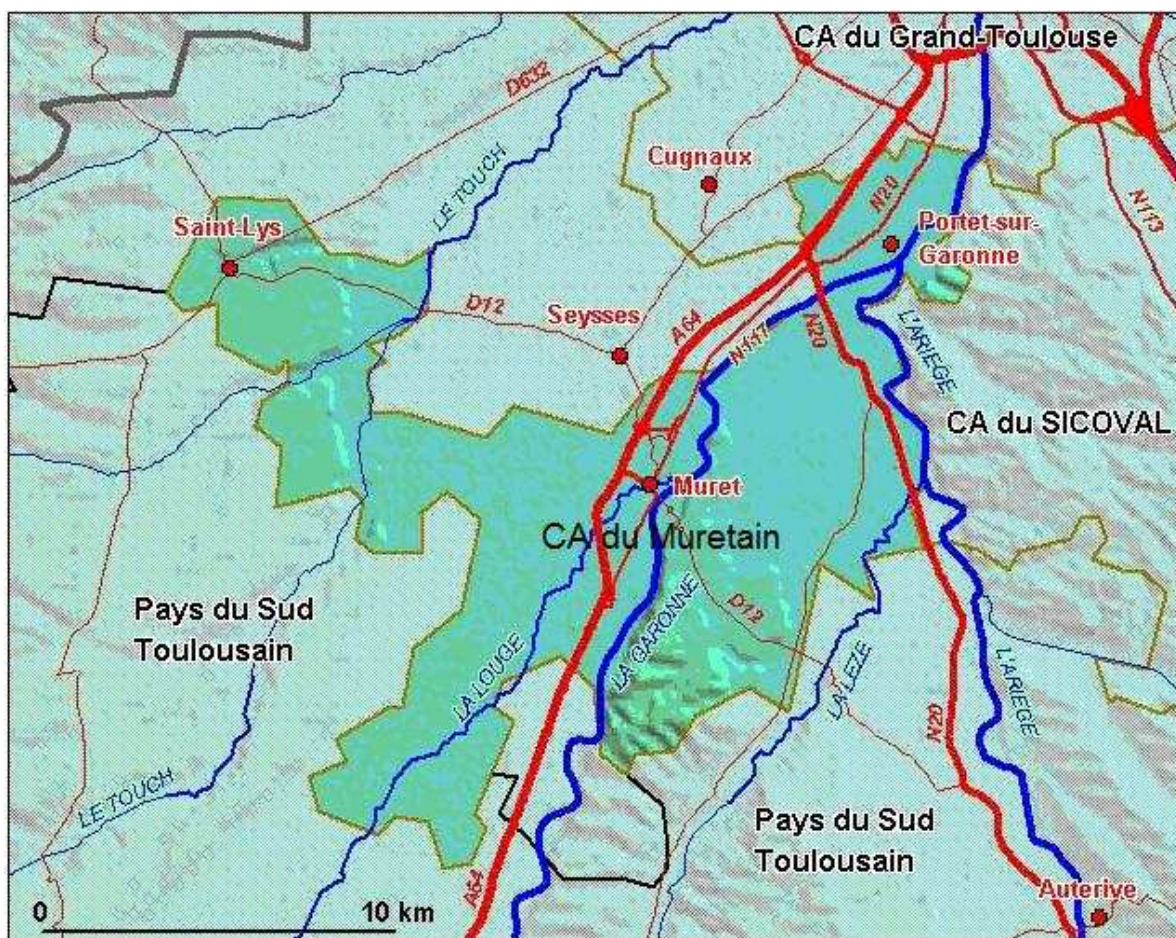 CA du Grand-Toulouse
D632
Cugnaux
LE TOUCH
N20
N113
Saint-Lys
Portet-sur-
Garonne
D12
Seysses
A64
N117
N20
L'ARIEGE
CA du SICOVAL
Muret
CA du Muretain
Pays du Sud
Toulousain
LA GARONNE
D12
LA LOUGE
LA LEZE
L'ARIEGE
N20
LE TOUCH
Pays du Sud
Toulousain
A64
Auterive
0 10 km